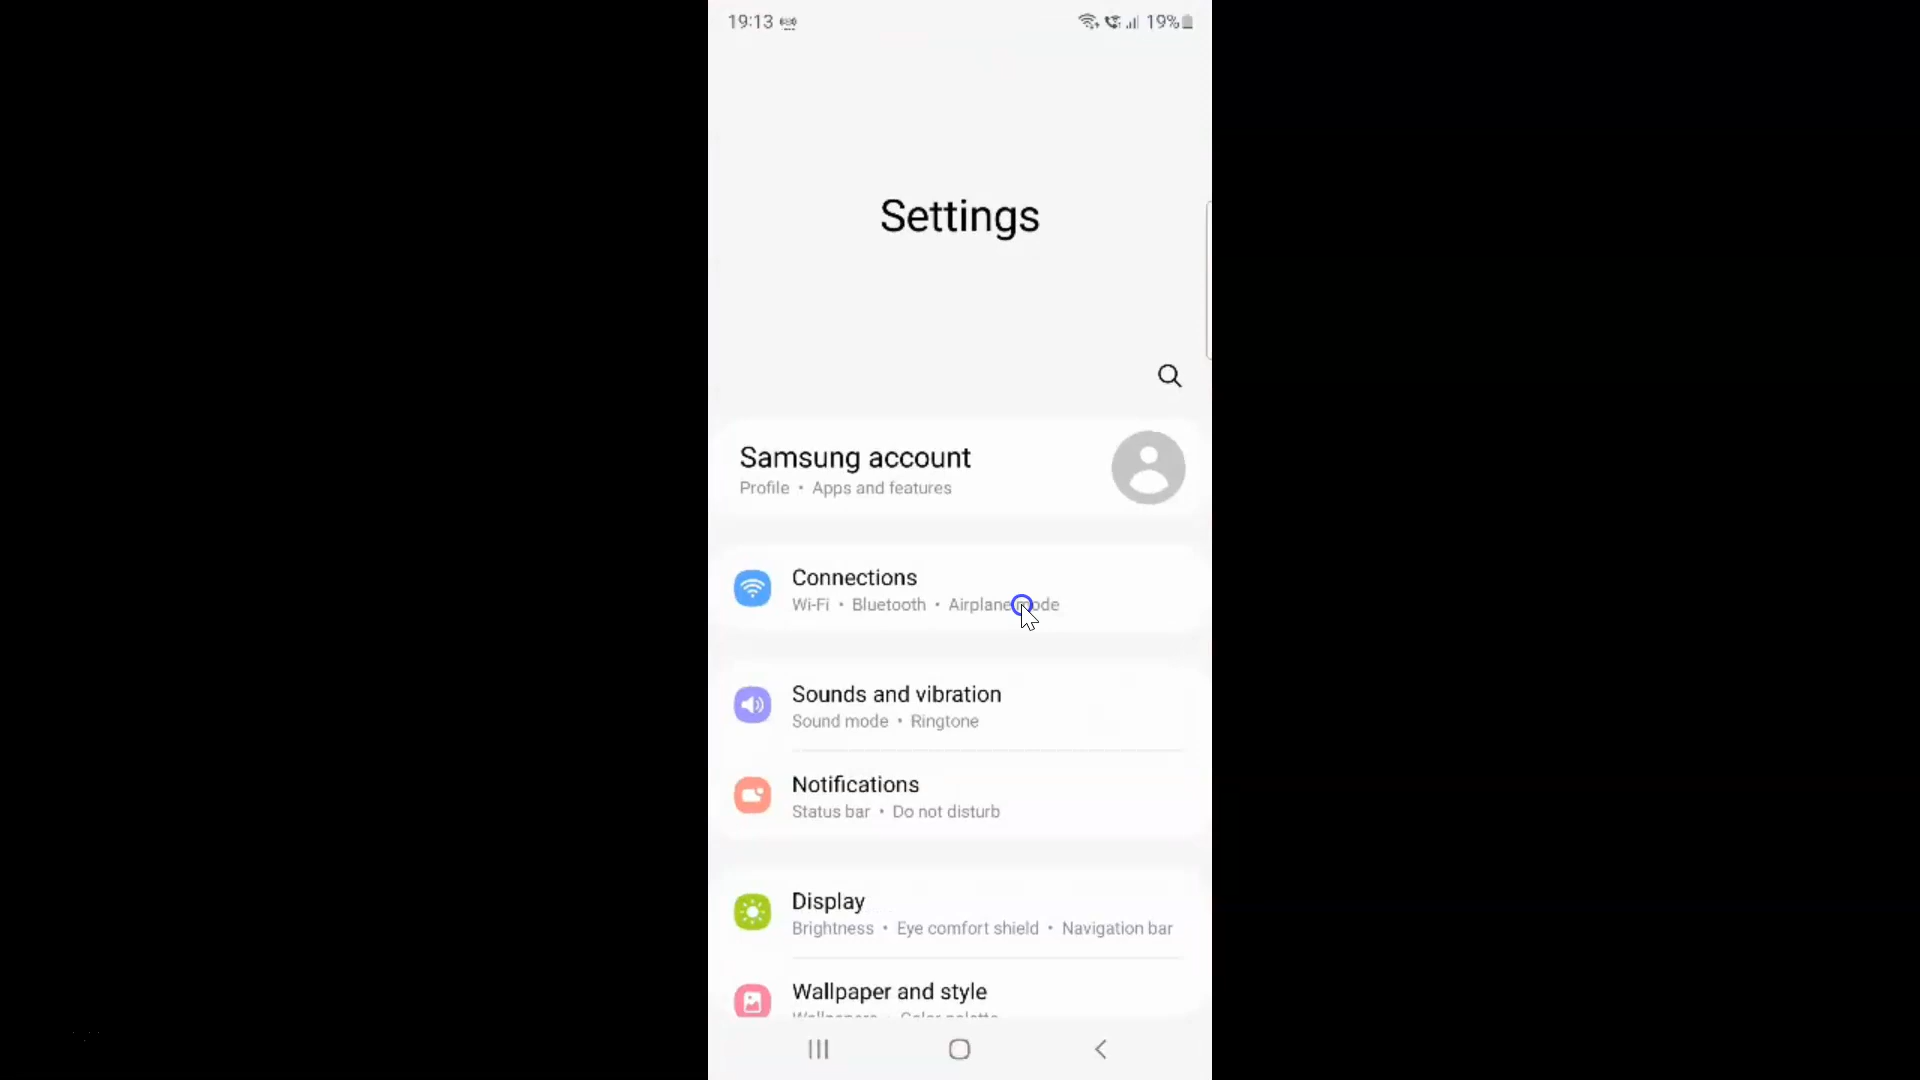 19:13
19%
Settings
Samsung account
Profile • Apps and features
Connections
Wi-Fi • Bluetooth • Airplane mode
Sounds and vibration
Sound mode • Ringtone
Notifications
Status bar • Do not disturb
Display
Brightness • Eye comfort shield • Navigation bar
Wallpaper and style
Wallpapers • Color palette